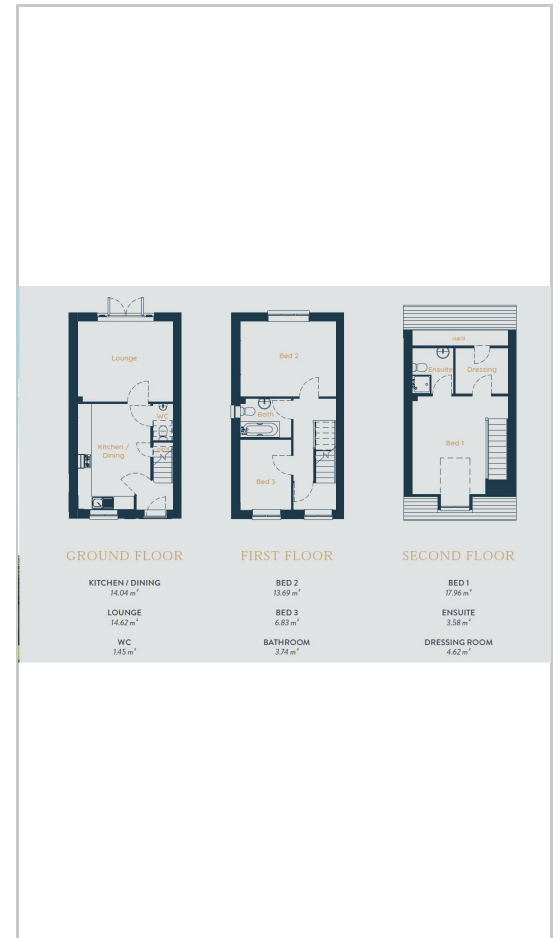 Lounge
WC
Kitchen /
Dining
Bed 2
Bath
Bed 3
Ensuite
Dressing
Bed 1
GROUND FLOOR
KITCHEN / DINING
14.04 m²
LOUNGE
14.62 m²
WC
1.45 m²
FIRST FLOOR
BED 2
13.69 m²
BED 3
6.83 m²
BATHROOM
3.74 m²
SECOND FLOOR
BED 1
17.96 m²
ENSUITE
3.58 m²
DRESSING ROOM
4.62 m²